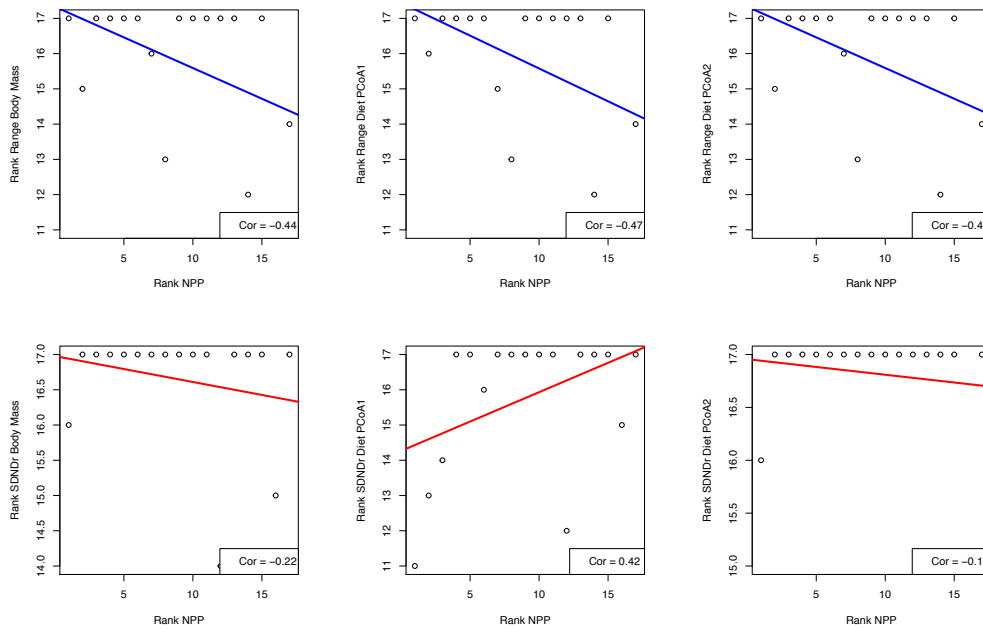 17
16
15
14
13
12
11
Rank Range Body Mass
Cor = −0.44
5 10 15
Rank NPP
17
16
15
14
13
12
11
Rank Range Diet PCoA1
Cor = −0.47
5 10 15
Rank NPP
17
16
15
14
13
12
11
Rank Range Diet PCoA2
Cor = −0.4
5 10 15
Rank NPP
17.0
16.5
16.0
15.5
15.0
14.5
14.0
Rank SDNDr Body Mass
Cor = −0.22
5 10 15
Rank NPP
17
16
15
14
13
12
11
Rank SDNDr Diet PCoA1
Cor = 0.42
5 10 15
Rank NPP
17.0
16.5
16.0
15.5
15.0
Rank SDNDr Diet PCoA2
Cor = −0.1
5 10 15
Rank NPP